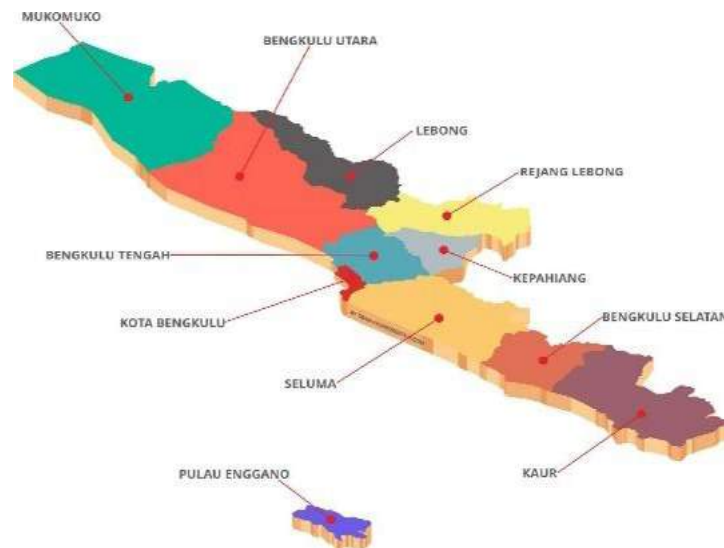 MUKOMUKO
BENGKULU UTARA
LEBONG
REJANG LEBONG
BENGKULU TENGAH
KEPAHIANG
KOTA BENGKULU
BENGKULU SELATAN
SELUMA
KAUR
PULAU ENGGANO